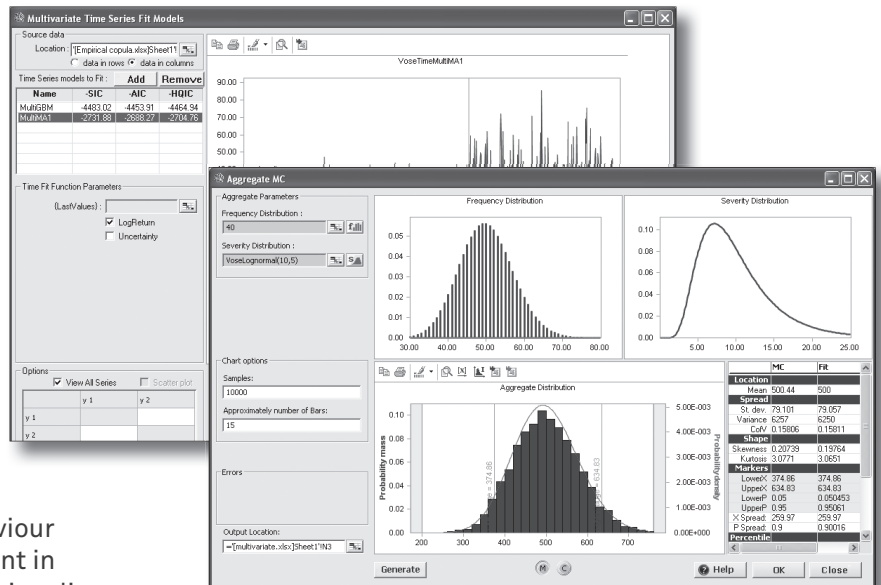 Multivariate Time Series Fit Models
Source data
Location : '[Empirical copula.xlsx]Sheet1'!
data in rows data in columns
Time Series models to Fit : Add Remove
Name -SIC -AIC -HQIC
MultiGBM -4483.02 -4453.91 -4464.94
MultiMA1 -2731.88 -2688.27 -2704.76
Time Fit Function Parameters
{LastValues} :
LogReturn
Uncertainty
Options
View All Series Scatter plot
y 1 y 2
y 1
y 2
VoseTimeMultiMA1
90.00
80.00
70.00
60.00
50.00
Aggregate MC
Aggregate Parameters
Frequency Distribution :
40
Severity Distribution :
VoseLognormal(10,5)
Chart options
Samples:
10000
Approximately number of Bars:
15
Errors
Output Location:
='[multivariate.xlsx]Sheet1'!N3
Frequency Distribution
0.05
0.04
0.03
0.02
0.01
0.00
30.00 40.00 50.00 60.00 70.00 80.00
Severity Distribution
0.10
0.08
0.06
0.04
0.02
0.00
5.00 10.00 15.00 20.00 25.00
Aggregate Distribution
Probability mass
0.10
0.08
0.06
0.04
0.02
0.00
200 300 400 500 600 700
= 374.86
= 634.83
5.00E-003
4.00E-003
3.00E-003
2.00E-003
1.00E-003
0.00E+000
Probability density
MC Fit
Location
Mean 500.44 500
Spread
St. dev. 79.101 79.057
Variance 6257 6250
CofV 0.15806 0.15811
Shape
Skewness 0.20739 0.19764
Kurtosis 3.0771 3.0651
Markers
LowerX 374.86 374.86
UpperX 634.83 634.83
LowerP 0.05 0.050453
UpperP 0.95 0.95061
X Spread: 259.97 259.97
P Spread: 0.9 0.90016
Percentile
Generate M C Help OK Close
viour
nt in